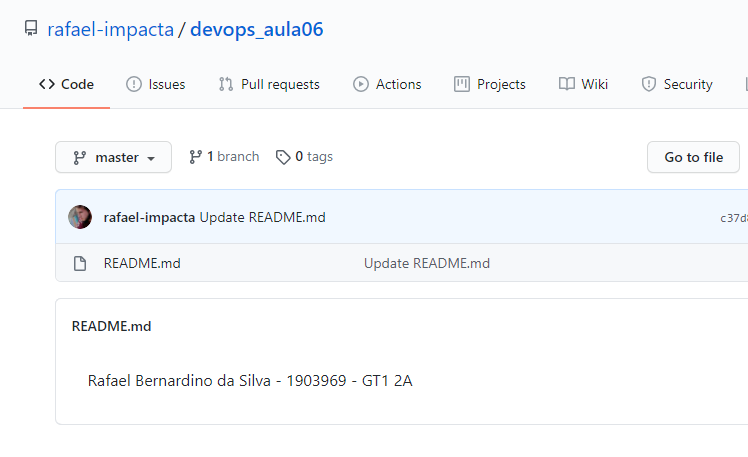 rafael-impacta / devops_aula06
Code Issues Pull requests Actions Projects Wiki Security
master 1 branch 0 tags Go to file
rafael-impacta Update README.md c37d
README.md Update README.md
README.md
Rafael Bernardino da Silva - 1903969 - GT1 2A